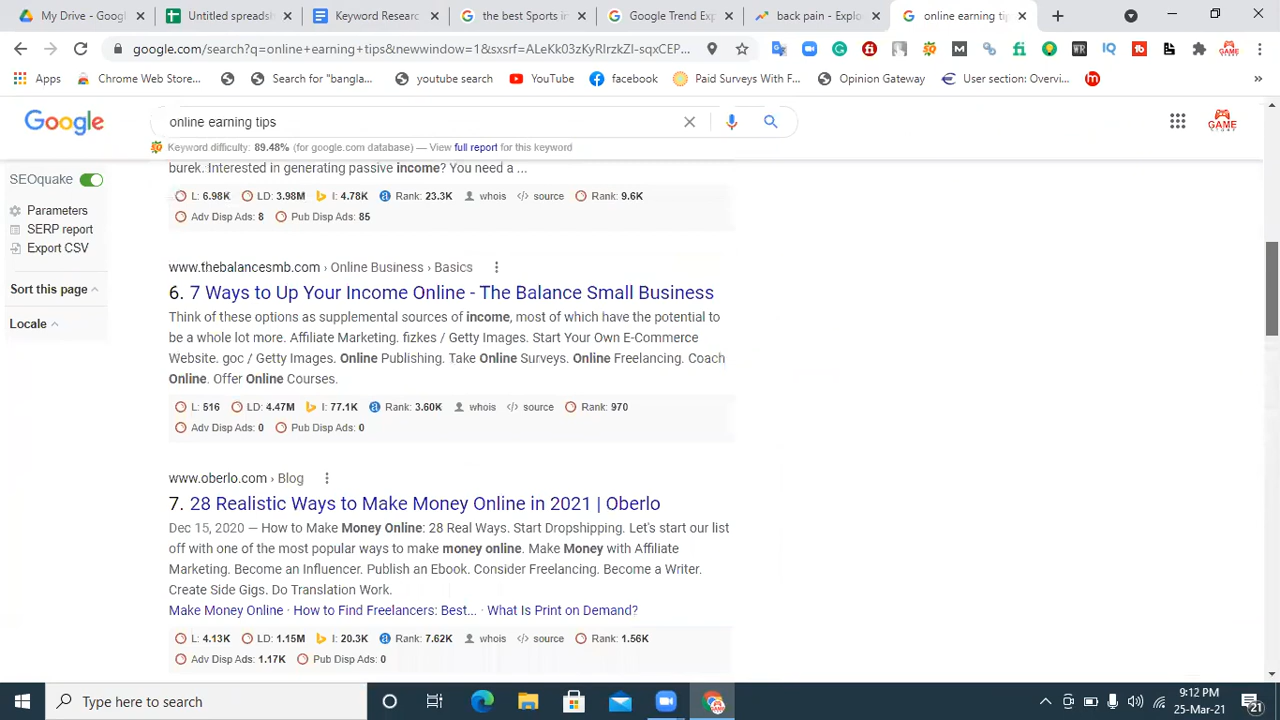 My Drive - Googl
Untitled spreads
Keyword Researc
the best Sports in
Google Trend Exp
back pain - Explo
online earning tip
google.com/search?q=online+earning+tips&newwindow=1&sxsrf=ALeKk03zKyRIrzkZI-sqxCEP...
Apps
Chrome Web Store...
Search for "bangla...
youtube search
YouTube
facebook
Paid Surveys With F...
Opinion Gateway
User section: Overvi...
»
Google
online earning tips
GAME
Keyword difficulty: 89.48% (for google.com database) — View full report for this keyword
SEOquake
Parameters
SERP report
Export CSV
Sort this page
Locale
burek. Interested in generating passive income? You need a ...
L: 6.98K LD: 3.98M I: 4.78K Rank: 23.3K whois </> source Rank: 9.6K
Adv Disp Ads: 8 Pub Disp Ads: 85
www.thebalancesmb.com › Online Business › Basics
6. 7 Ways to Up Your Income Online - The Balance Small Business
Think of these options as supplemental sources of income, most of which have the potential to
be a whole lot more. Affiliate Marketing. fizkes / Getty Images. Start Your Own E-Commerce
Website. goc / Getty Images. Online Publishing. Take Online Surveys. Online Freelancing. Coach
Online. Offer Online Courses.
L: 516 LD: 4.47M I: 77.1K Rank: 3.60K whois </> source Rank: 970
Adv Disp Ads: 0 Pub Disp Ads: 0
www.oberlo.com › Blog
7. 28 Realistic Ways to Make Money Online in 2021 | Oberlo
Dec 15, 2020 — How to Make Money Online: 28 Real Ways. Start Dropshipping. Let's start our list
off with one of the most popular ways to make money online. Make Money with Affiliate
Marketing. Become an Influencer. Publish an Ebook. Consider Freelancing. Become a Writer.
Create Side Gigs. Do Translation Work.
Make Money Online · How to Find Freelancers: Best... · What Is Print on Demand?
L: 4.13K LD: 1.15M I: 20.3K Rank: 7.62K whois </> source Rank: 1.56K
Adv Disp Ads: 1.17K Pub Disp Ads: 0
Type here to search
9:12 PM
25-Mar-21
21